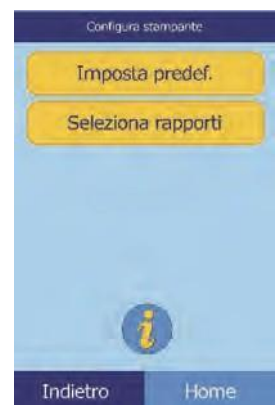 Configura stampante
Imposta predef.
Seleziona rapporti
i
Indietro Home